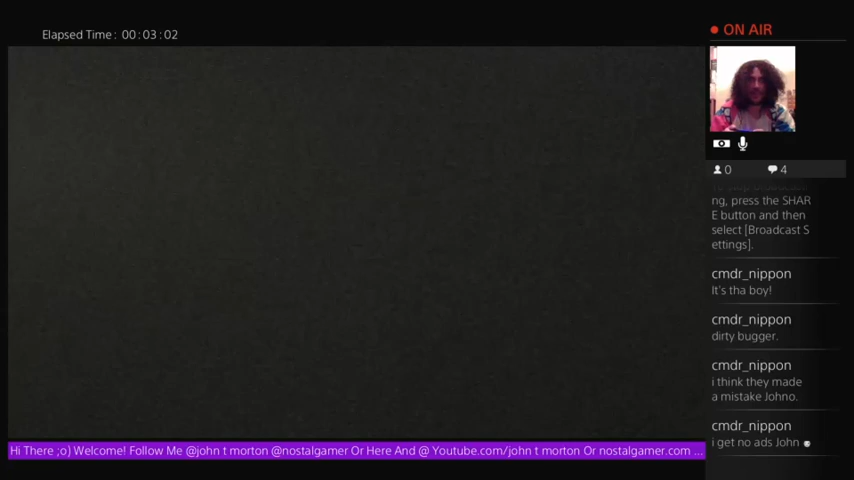 Elapsed Time: 00:03:02
ON AIR
0
4
ng, press the SHAR
E button and then
select [Broadcast S
ettings].
cmdr_nippon
It's tha boy!
cmdr_nippon
dirty bugger.
cmdr_nippon
i think they made
a mistake Johno.
cmdr_nippon
i get no ads John
Hi There ;o) Welcome! Follow Me @john t morton @nostalgamer Or Here And @ Youtube.com/john t morton Or nostalgamer.com ...